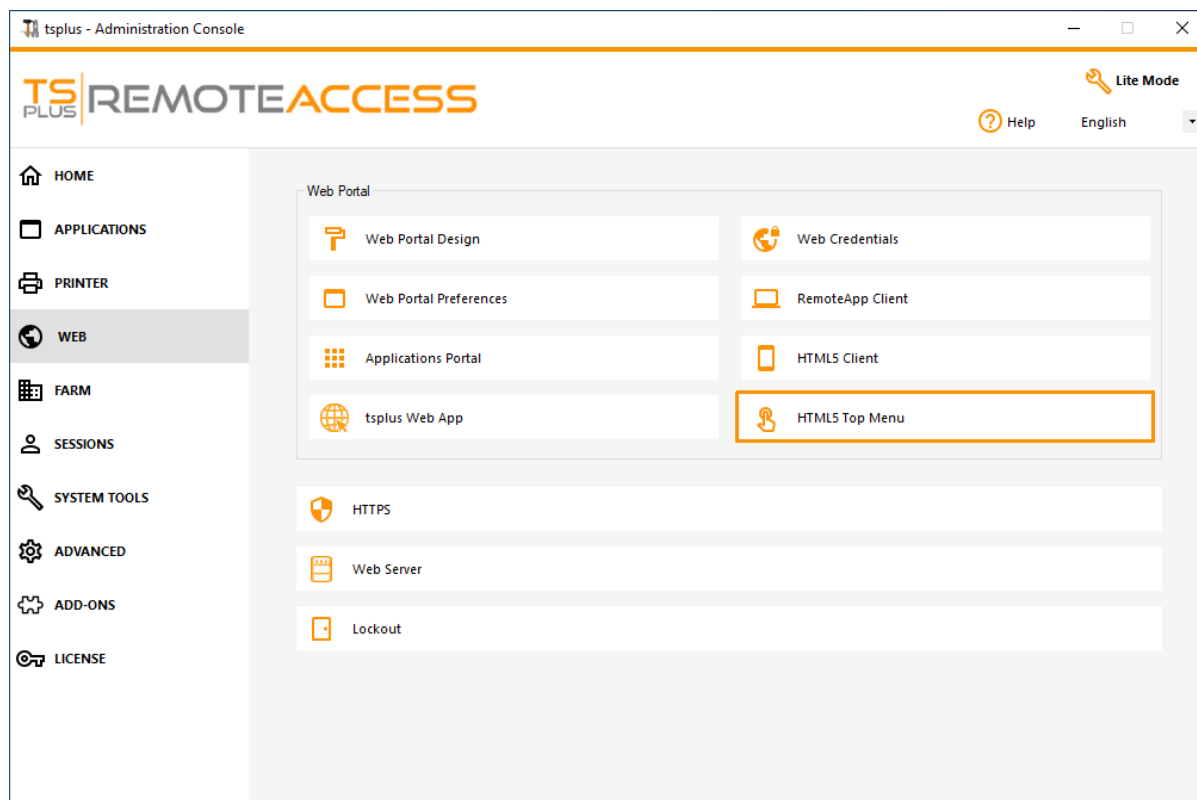 tsplus - Administration Console
TS PLUS REMOTEACCESS
Lite Mode
Help
English
HOME
APPLICATIONS
PRINTER
WEB
FARM
SESSIONS
SYSTEM TOOLS
ADVANCED
ADD-ONS
LICENSE
Web Portal
Web Portal Design
Web Credentials
Web Portal Preferences
RemoteApp Client
Applications Portal
HTML5 Client
tsplus Web App
HTML5 Top Menu
HTTPS
Web Server
Lockout